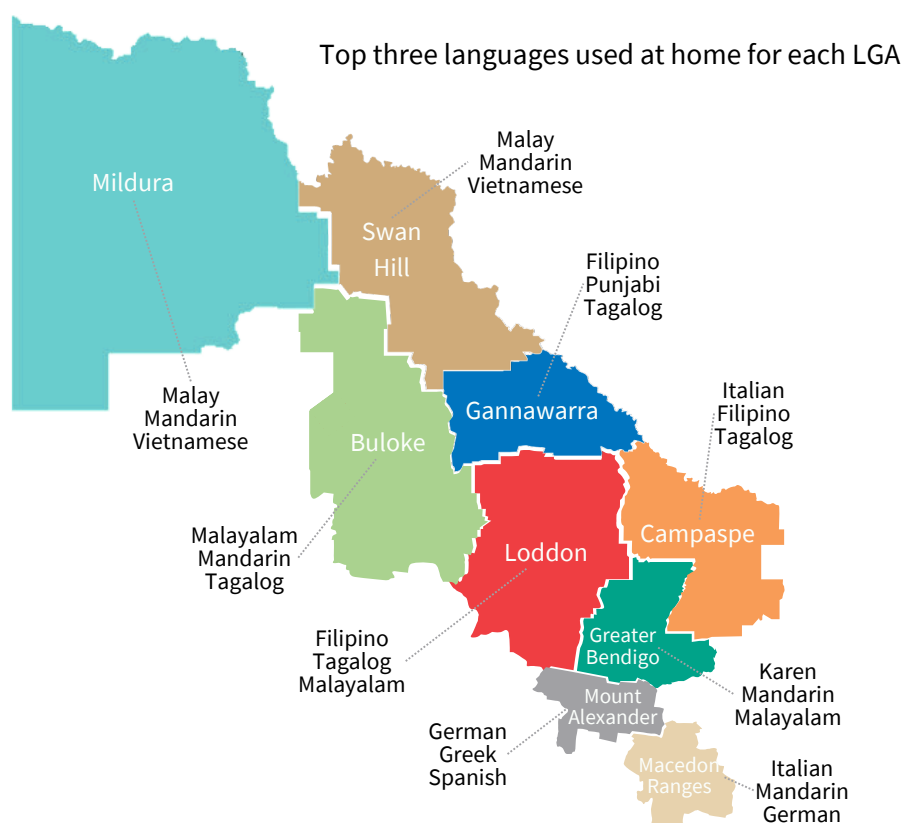 Top three languages used at home for each LGA
Malay
Mandarin
Vietnamese
Mildura
Swan
Hill
Filipino
Punjabi
Tagalog
Malay
Mandarin
Vietnamese
Gannawarra
Italian
Filipino
Tagalog
Buloke
Malayalam
Mandarin
Tagalog
Loddon
Campaspe
Filipino
Tagalog
Malayalam
Greater
Bendigo
Karen
Mandarin
Malayalam
Mount
Alexander
German
Greek
Spanish
Macedon
Ranges
Italian
Mandarin
German